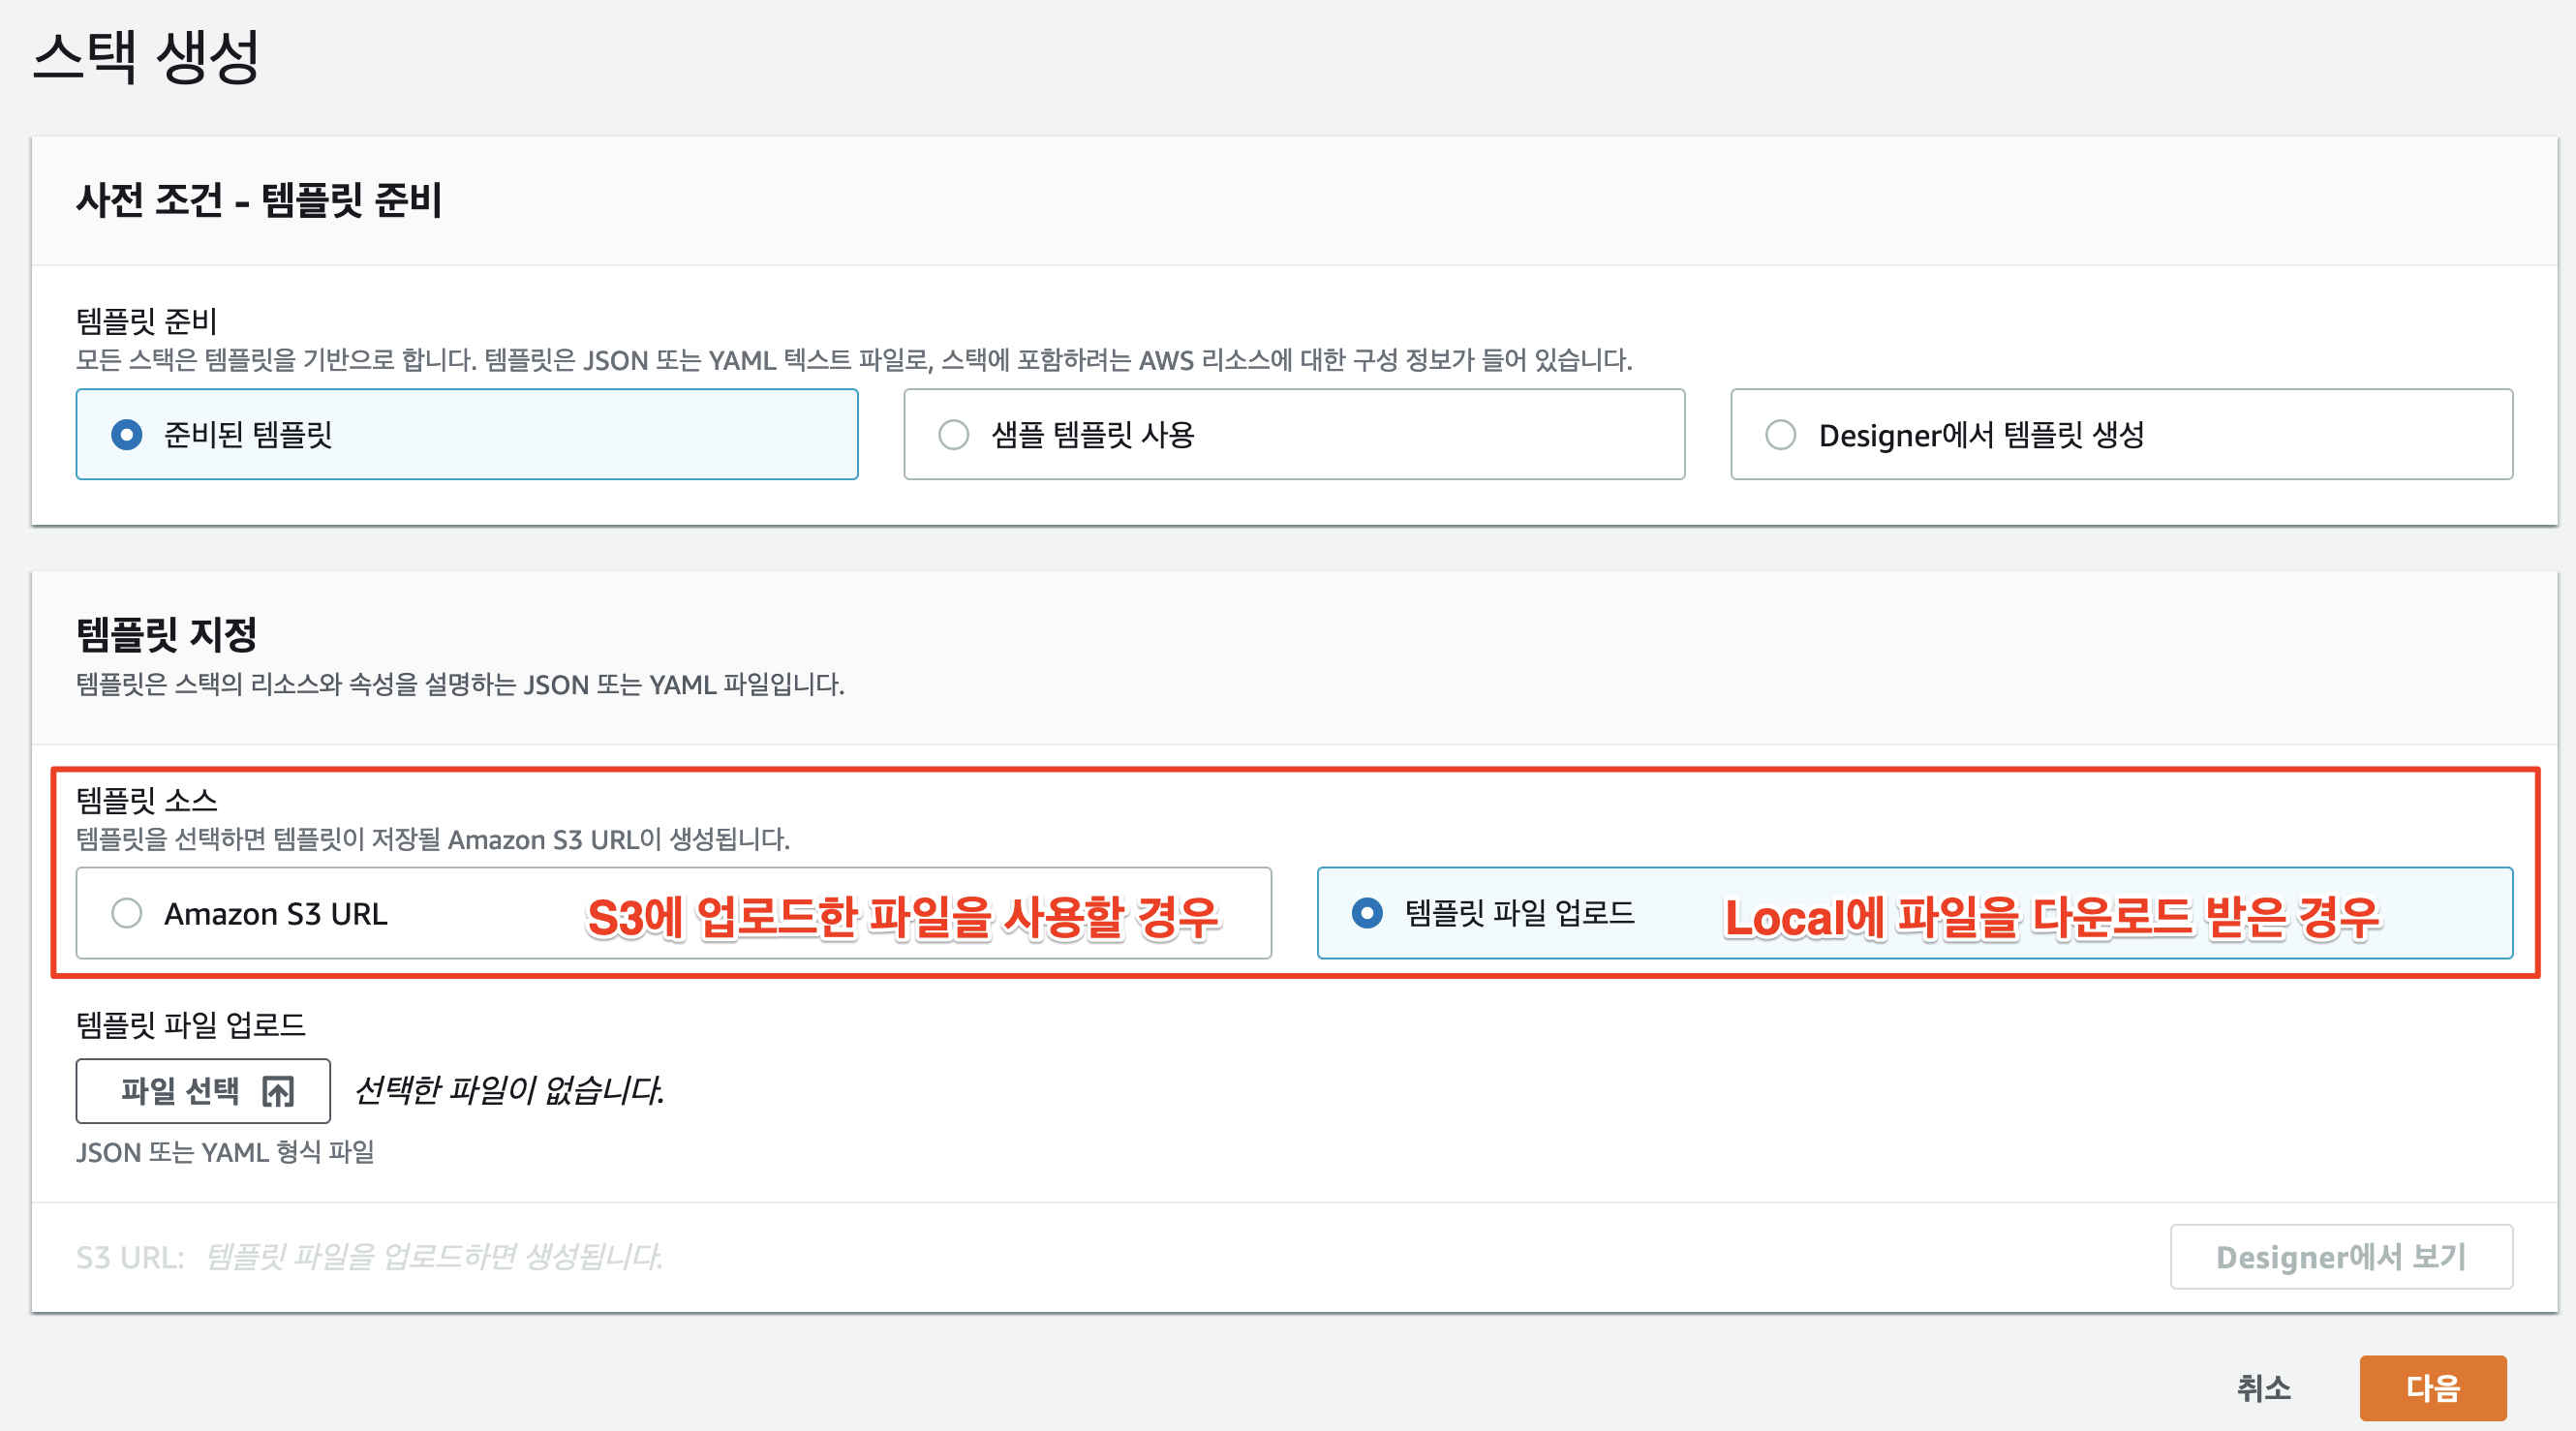 스택 생성
사전 조건 - 템플릿 준비
템플릿 준비
모든 스택은 템플릿을 기반으로 합니다. 템플릿은 JSON 또는 YAML 텍스트 파일로, 스택에 포함하려는 AWS 리소스에 대한 구성 정보가 들어 있습니다.
준비된 템플릿
샘플 템플릿 사용
Designer에서 템플릿 생성
템플릿 지정
템플릿은 스택의 리소스와 속성을 설명하는 JSON 또는 YAML 파일입니다.
템플릿 소스
템플릿을 선택하면 템플릿이 저장될 Amazon S3 URL이 생성됩니다.
Amazon S3 URL
S3에 업로드한 파일을 사용할 경우
템플릿 파일 업로드
Local에 파일을 다운로드 받은 경우
템플릿 파일 업로드
파일 선택
선택한 파일이 없습니다.
JSON 또는 YAML 형식 파일
S3 URL: 템플릿 파일을 업로드하면 생성됩니다.
Designer에서 보기
취소
다음